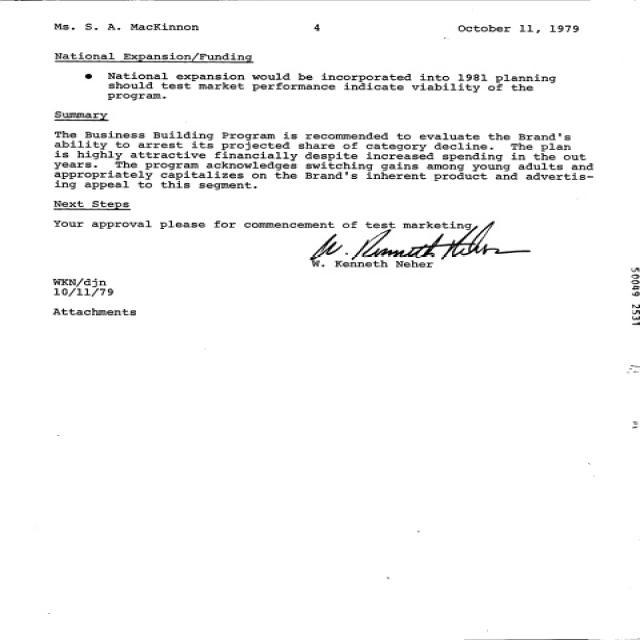 Ms. S. A. MacKinnon 4 October 11, 1979
National Expansion/Funding
● National expansion would be incorporated into 1981 planning
should test market performance indicate viability of the
program.
Summary
The Business Building Program is recommended to evaluate the Brand's
ability to arrest its projected share of category decline. The plan
is highly attractive financially despite increased spending in the out
years. The program acknowledges switching gains among young adults and
appropriately capitalizes on the Brand's inherent product and advertis-
ing appeal to this segment.
Next Steps
Your approval please for commencement of test marketing.
W. Kenneth Neher
W. Kenneth Neher
WKN/djn
10/11/79
Attachments
50049 2531